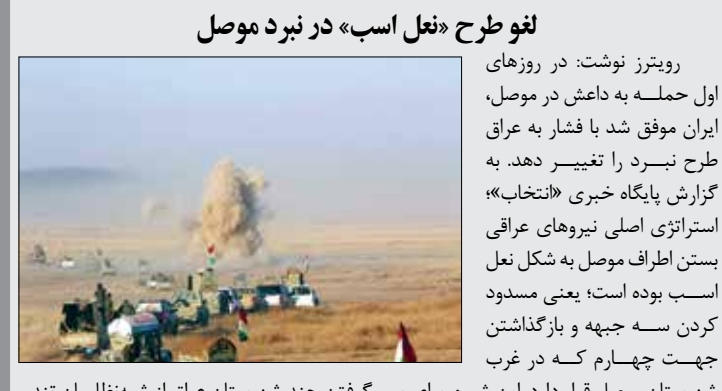 لغو طرح «نعل اسب» در نبرد موصل
رویترز نوشت: در روزهای
اول حمله به داعش در موصل،
ایران موفق شد با فشار به عراق
طرح نبرد را تغییر دهد. به
گزارش پایگاه خبری «انتخاب»؛
استراتژی اصلی نیروهای عراقی
بستن اطراف موصل به شکل نعل
اسب بوده است؛ یعنی مسدود
کردن سه جبهه و بازگذاشتن
جهت چهارم که در غرب